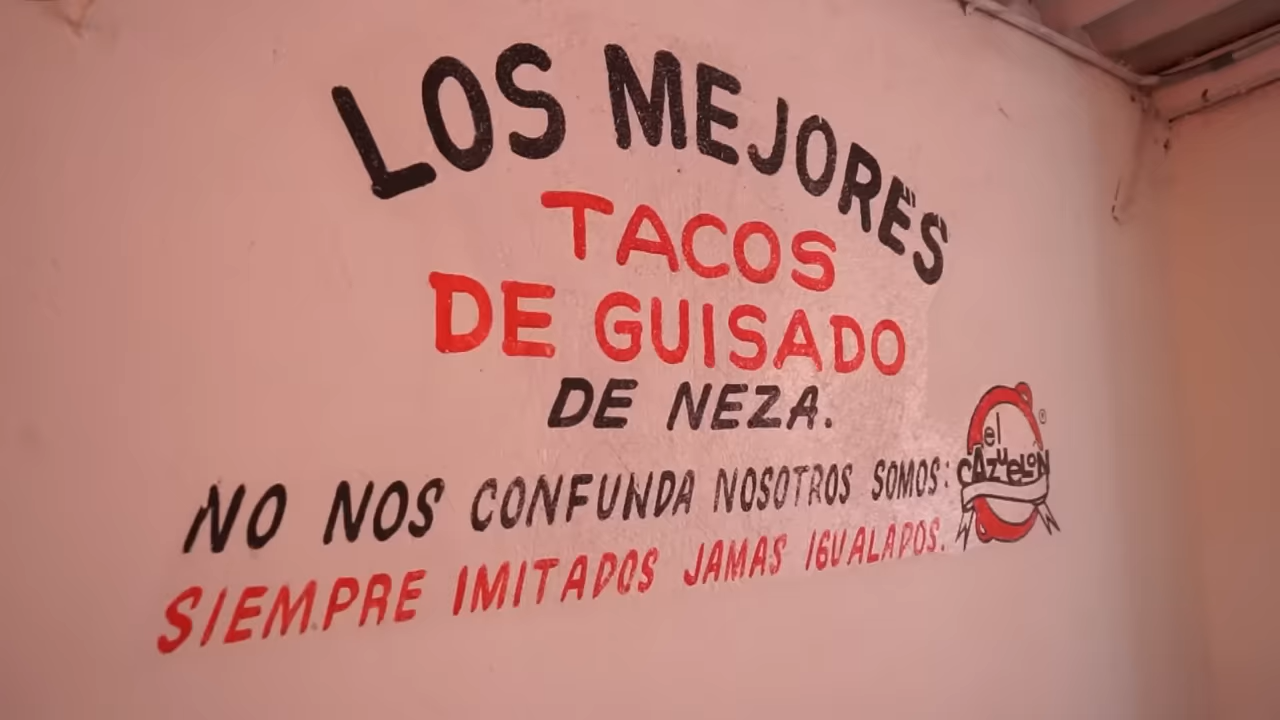 LOS MEJORES
TACOS
DE GUISADO
DE NEZA.
NO NOS CONFUNDA NOSOTROS SOMOS:
el CAzUeLoN ®
SIEMPRE IMITADOS JAMAS IGUALADOS.